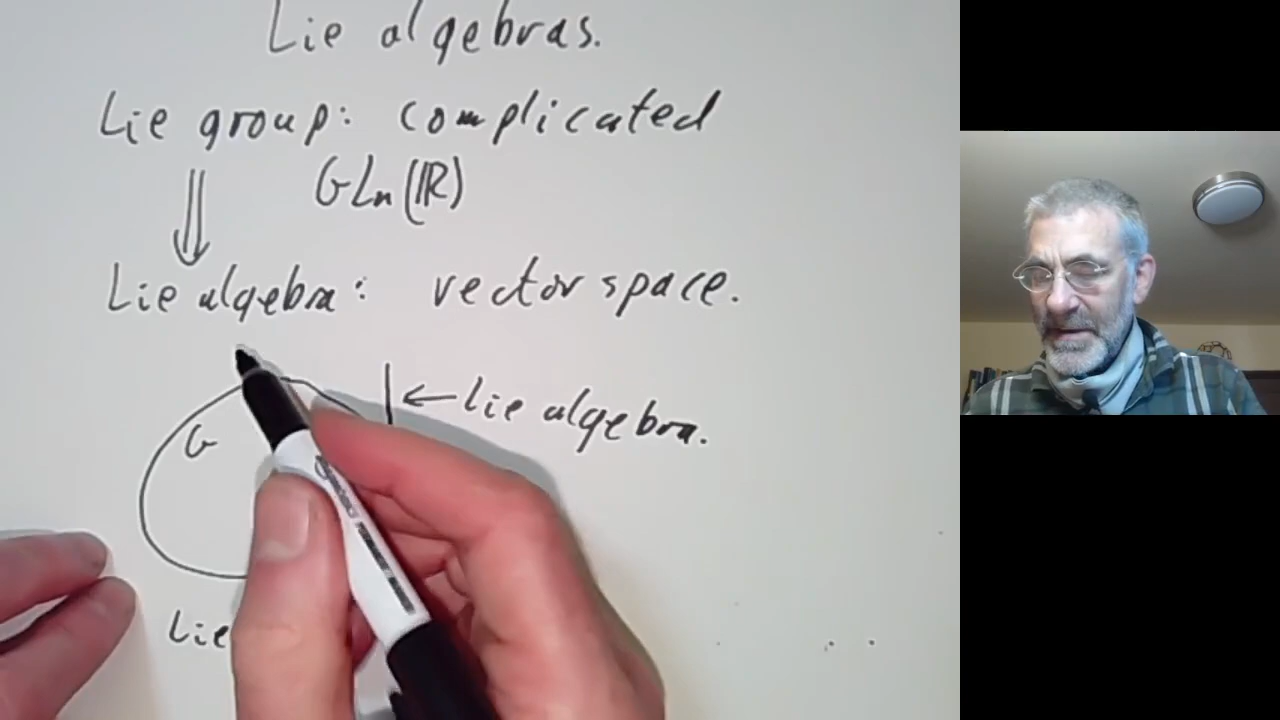 Lie algebras.
Lie group: complicated
GLn(ℝ)
Lie algebra: vector space.
← Lie algebra.
G
Lie